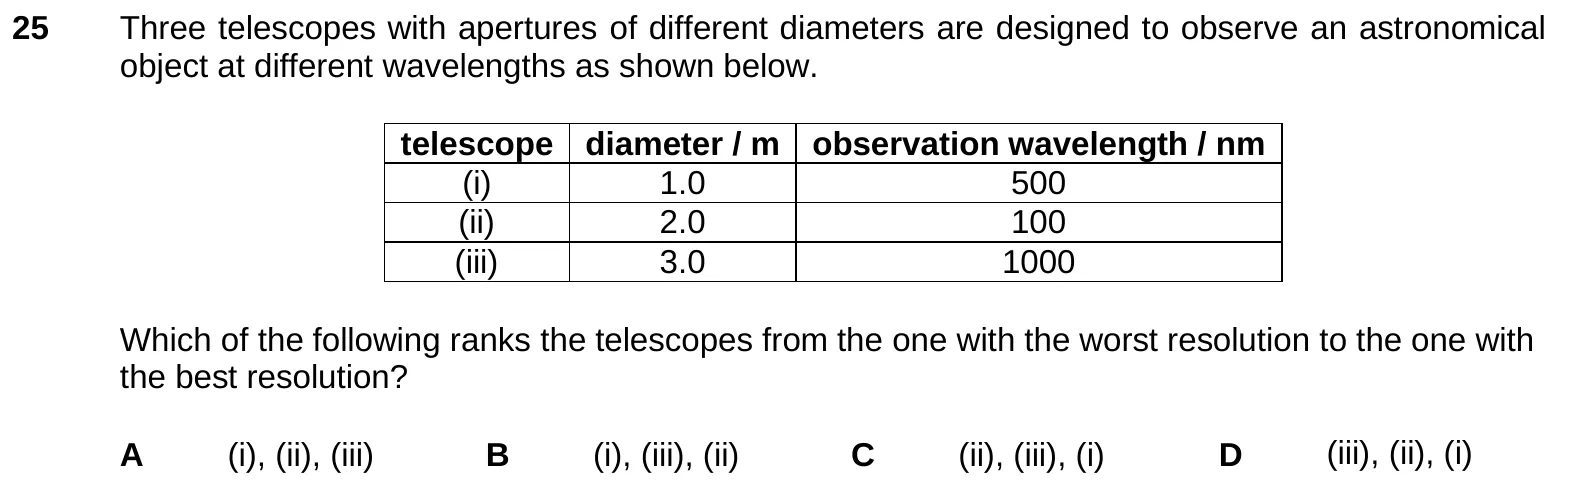 25 Three telescopes with apertures of different diameters are designed to observe an astronomical
object at different wavelengths as shown below.
telescope diameter / m observation wavelength / nm
(i) 1.0 500
(ii) 2.0 100
(iii) 3.0 1000
Which of the following ranks the telescopes from the one with the worst resolution to the one with
the best resolution?
A (i), (ii), (iii) B (i), (iii), (ii) C (ii), (iii), (i) D (iii), (ii), (i)